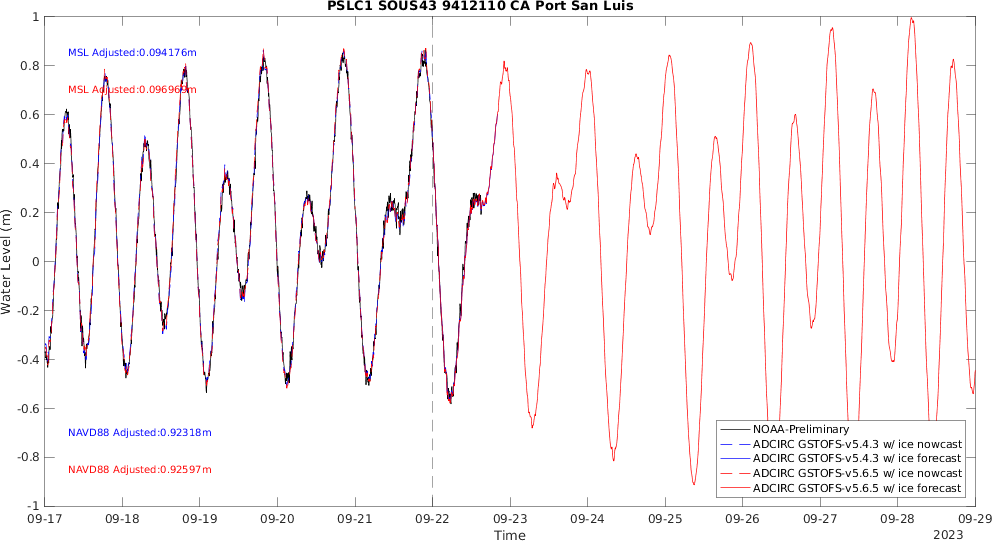 PSLC1 SOUS43 9412110 CA Port San Luis
1
0.8
0.6
0.4
0.2
0
-0.2
-0.4
-0.6
-0.8
-1
Water Level (m)
MSL Adjusted:0.094176m
MSL Adjusted:0.096969m
NAVD88 Adjusted:0.92318m
NAVD88 Adjusted:0.92597m
NOAA-Preliminary
ADCIRC GSTOFS-v5.4.3 w/ ice nowcast
ADCIRC GSTOFS-v5.4.3 w/ ice forecast
ADCIRC GSTOFS-v5.6.5 w/ ice nowcast
ADCIRC GSTOFS-v5.6.5 w/ ice forecast
09-17 09-18 09-19 09-20 09-21 09-22 09-23 09-24 09-25 09-26 09-27 09-28 09-29
Time
2023